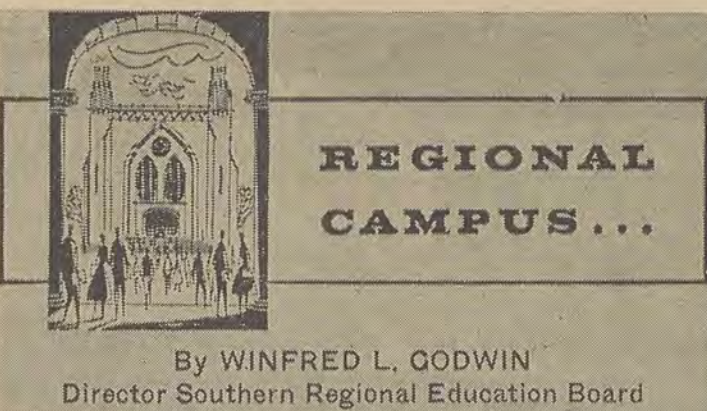 REGIONAL
CAMPUS...
By WINFRED L. GODWIN
Director Southern Regional Education Board